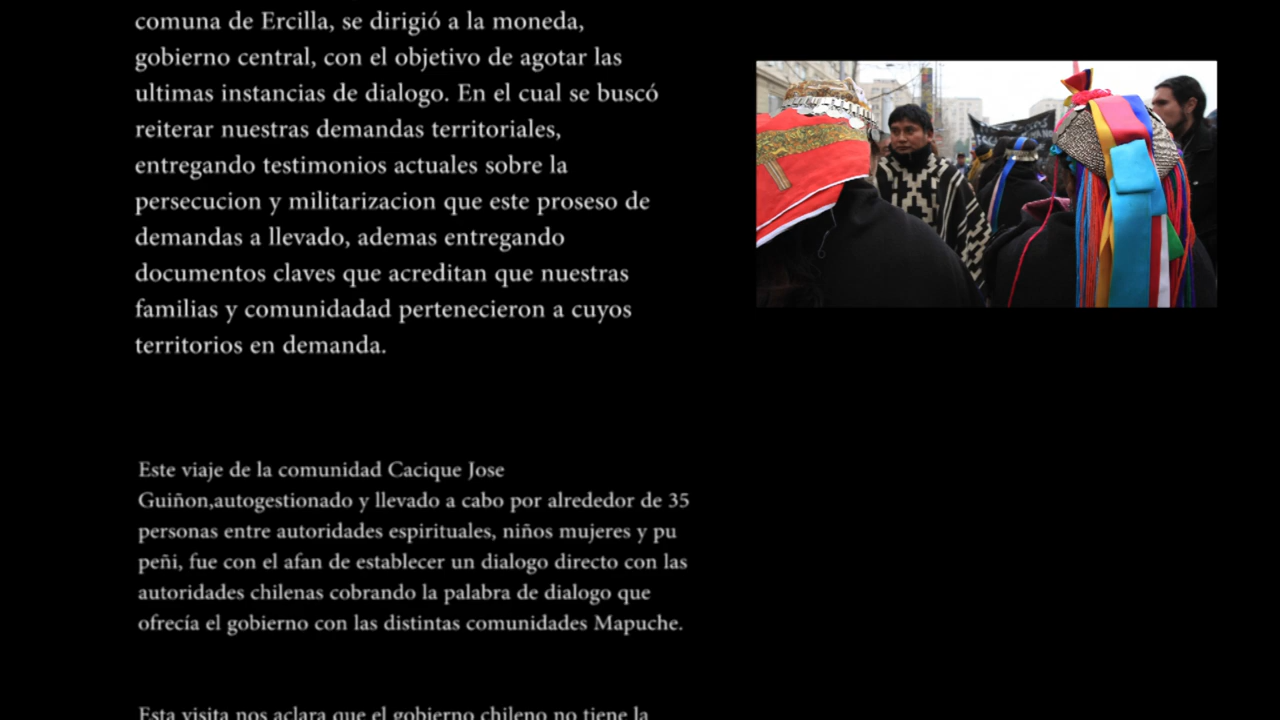 comuna de Ercilla, se dirigió a la moneda,
gobierno central, con el objetivo de agotar las
ultimas instancias de dialogo. En el cual se buscó
reiterar nuestras demandas territoriales,
entregando testimonios actuales sobre la
persecucion y militarizacion que este proseso de
demandas a llevado, ademas entregando
documentos claves que acreditan que nuestras
familias y comunidadad pertenecieron a cuyos
territorios en demanda.
Este viaje de la comunidad Cacique Jose
Guiñon,autogestionado y llevado a cabo por alrededor de 35
personas entre autoridades espirituales, niños mujeres y pu
peñi, fue con el afan de establecer un dialogo directo con las
autoridades chilenas cobrando la palabra de dialogo que
ofrecía el gobierno con las distintas comunidades Mapuche.
Esta visita nos aclara que el gobierno chileno no tiene la